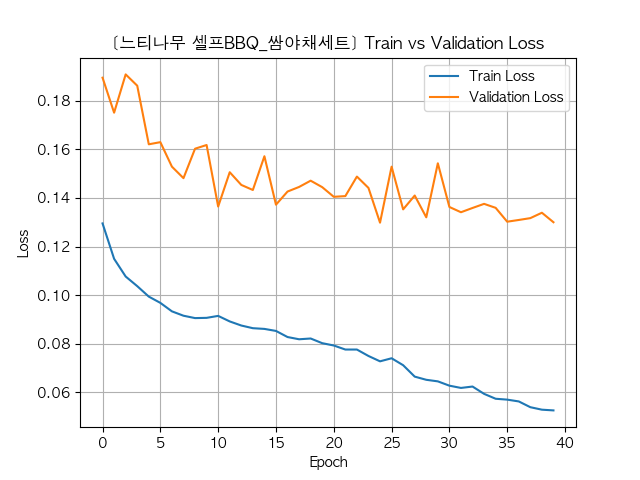 [느티나무 셀프BBQ_쌈야채세트] Train vs Validation Loss
Train Loss
Validation Loss
0.18
0.16
0.14
0.12
0.10
0.08
0.06
Loss
0 5 10 15 20 25 30 35 40
Epoch